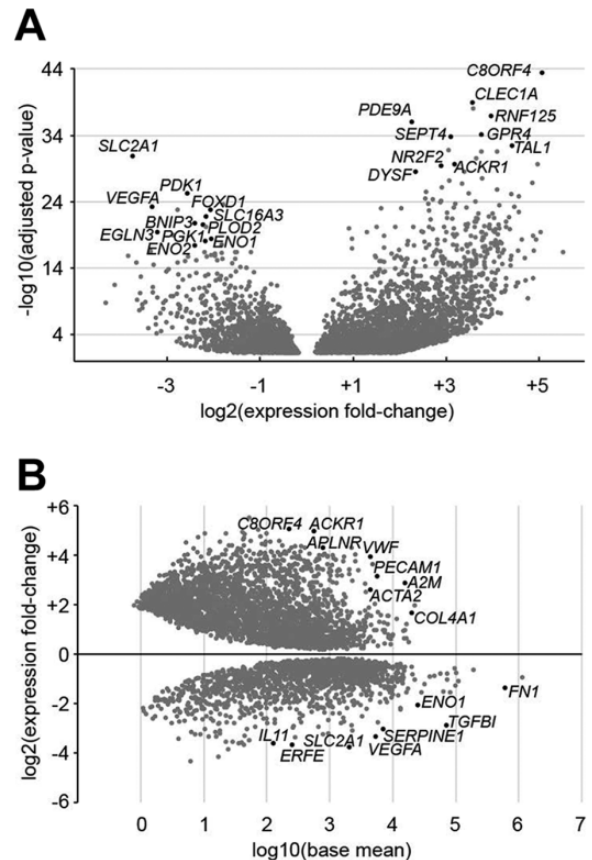 A
44
C8ORF4
CLEC1A
PDE9A
RNF125
34
SEPT4
GPR4
SLC2A1
TAL1
NR2F2
ACKR1
DYSF
PDK1
24
VEGFA
FOXD1
SLC16A3
BNIP3
PLOD2
EGLN3
PGK1
ENO1
ENO2
14
4
-log10(adjusted p-value)
-3 -1 +1 +3 +5
log2(expression fold-change)
B
+6
C8ORF4 ACKR1
APLNR
VWF
+4
PECAM1
A2M
ACTA2
+2
COL4A1
0
-2
ENO1
FN1
TGFBI
IL11
SLC2A1
SERPINE1
-4
ERFE
VEGFA
-6
log2(expression fold-change)
0 1 2 3 4 5 6 7
log10(base mean)